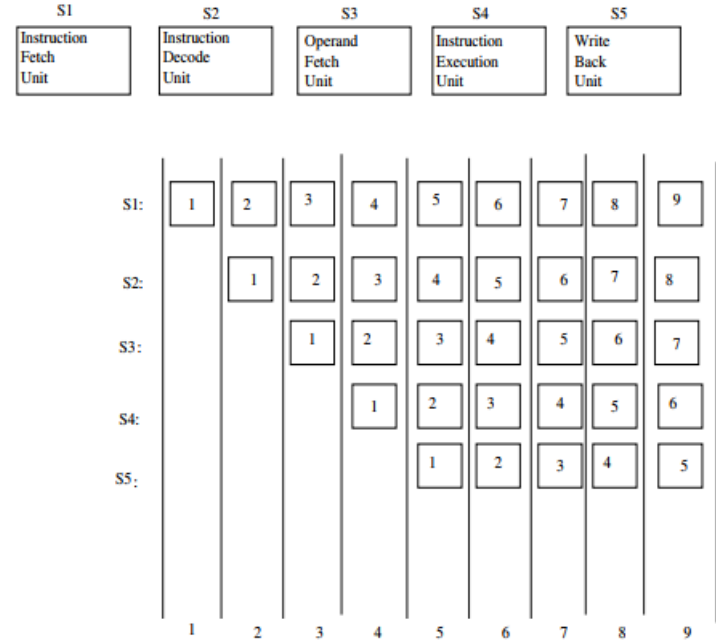 S1 S2 S3 S4 S5
Instruction Instruction Operand Instruction Write
Fetch Decode Fetch Execution Back
Unit Unit Unit Unit Unit
S1: 1 2 3 4 5 6 7 8 9
S2: 1 2 3 4 5 6 7 8
S3: 1 2 3 4 5 6 7
S4: 1 2 3 4 5 6
S5: 1 2 3 4 5
1 2 3 4 5 6 7 8 9